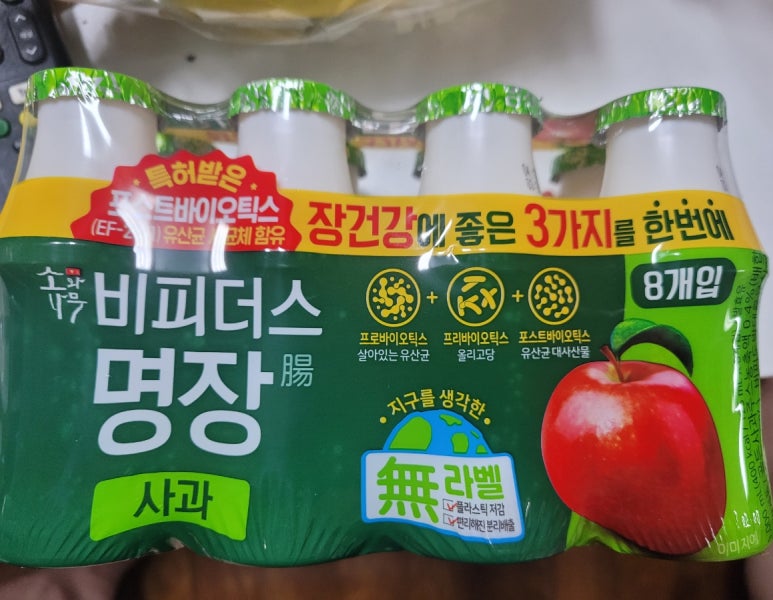 특허받은
포스트바이오틱스
유산균 함유
장건강에 좋은 3가지를 한번에
소와
나무
비피더스
명장 腸
사과
8개입
프로바이오틱스 + 프리바이오틱스 + 포스트바이오틱스
살아있는 유산균 올리고당 유산균 대사산물
지구를 생각한
無 라벨
플라스틱 저감
편리해진 분리배출
이미지예